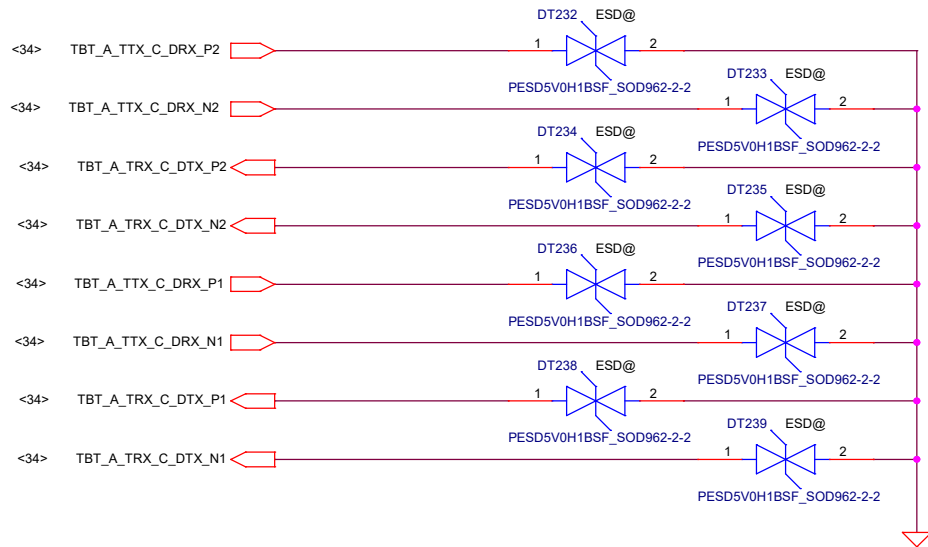 DT232 ESD@
<34> TBT_A_TTX_C_DRX_P2 1 2
PESD5V0H1BSF_SOD962-2-2
DT233 ESD@
<34> TBT_A_TTX_C_DRX_N2 1 2
PESD5V0H1BSF_SOD962-2-2
DT234 ESD@
<34> TBT_A_TRX_C_DTX_P2 1 2
PESD5V0H1BSF_SOD962-2-2
DT235 ESD@
<34> TBT_A_TRX_C_DTX_N2 1 2
PESD5V0H1BSF_SOD962-2-2
DT236 ESD@
<34> TBT_A_TTX_C_DRX_P1 1 2
PESD5V0H1BSF_SOD962-2-2
DT237 ESD@
<34> TBT_A_TTX_C_DRX_N1 1 2
PESD5V0H1BSF_SOD962-2-2
DT238 ESD@
<34> TBT_A_TRX_C_DTX_P1 1 2
PESD5V0H1BSF_SOD962-2-2
DT239 ESD@
<34> TBT_A_TRX_C_DTX_N1 1 2
PESD5V0H1BSF_SOD962-2-2